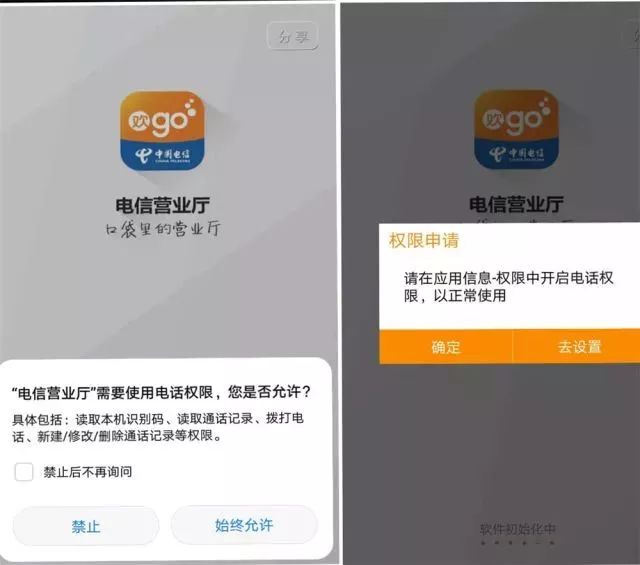 分享
欢go
中国电信
CHINA TELECOM
电信营业厅
口袋里的营业厅
“电信营业厅”需要使用电话权限，您是否允许？
具体包括：读取本机识别码、读取通话记录、拨打电
话、新建/修改/删除通话记录等权限。
禁止后不再询问
禁止
始终允许
分
欢go
中国电信
CHINA TELECOM
电信营业厅
权限申请
请在应用信息-权限中开启电话权
限，以正常使用
确定
去设置
软件初始化中